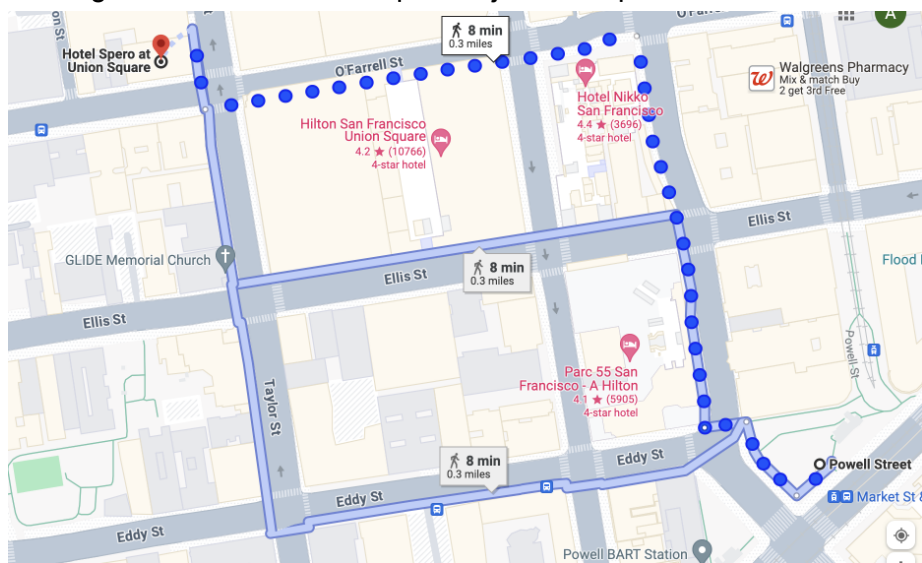 O'Farrell St
A
on St
Hotel Spero at
Union Square
8 min
0.3 miles
O'Farrell St
Walgreens Pharmacy
Mix & match Buy
2 get 3rd Free
Hotel Nikko
San Francisco
4.4 ★ (3696)
4-star hotel
Hilton San Francisco
Union Square
4.2 ★ (10766)
4-star hotel
Ellis St
GLIDE Memorial Church
8 min
0.3 miles
Ellis St
Flood
Ellis St
Powell St
Parc 55 San
Francisco - A Hilton
4.1 ★ (5905)
4-star hotel
Taylor St
8 min
0.3 miles
Eddy St
Powell Street
Eddy St
Market St &
Eddy St
Powell BART Station